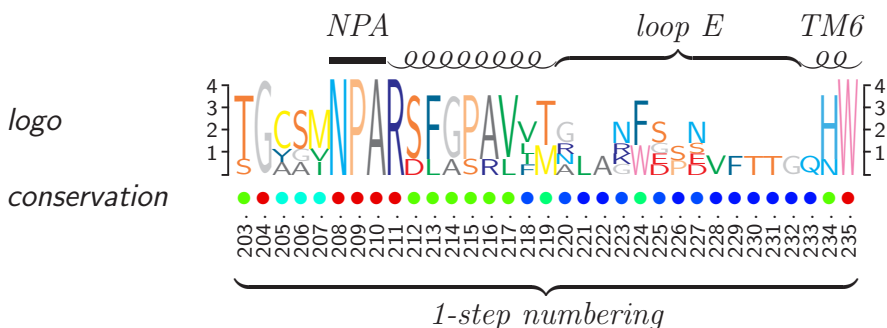 NPA loop E TM6
logo
4 4
3 3
2 2
1 1
T G C S M N P A R S F G P A V V T G L A N F S S N V F T T G Q H W
S Y G V D L A S R L I M R R W E P S N
A A I F N K D E
A D
conservation
203. 204. 205. 206. 207. 208. 209. 210. 211. 212. 213. 214. 215. 216. 217. 218. 219. 220. 221. 222. 223. 224. 225. 226. 227. 228. 229. 230. 231. 232. 233. 234. 235.
1-step numbering